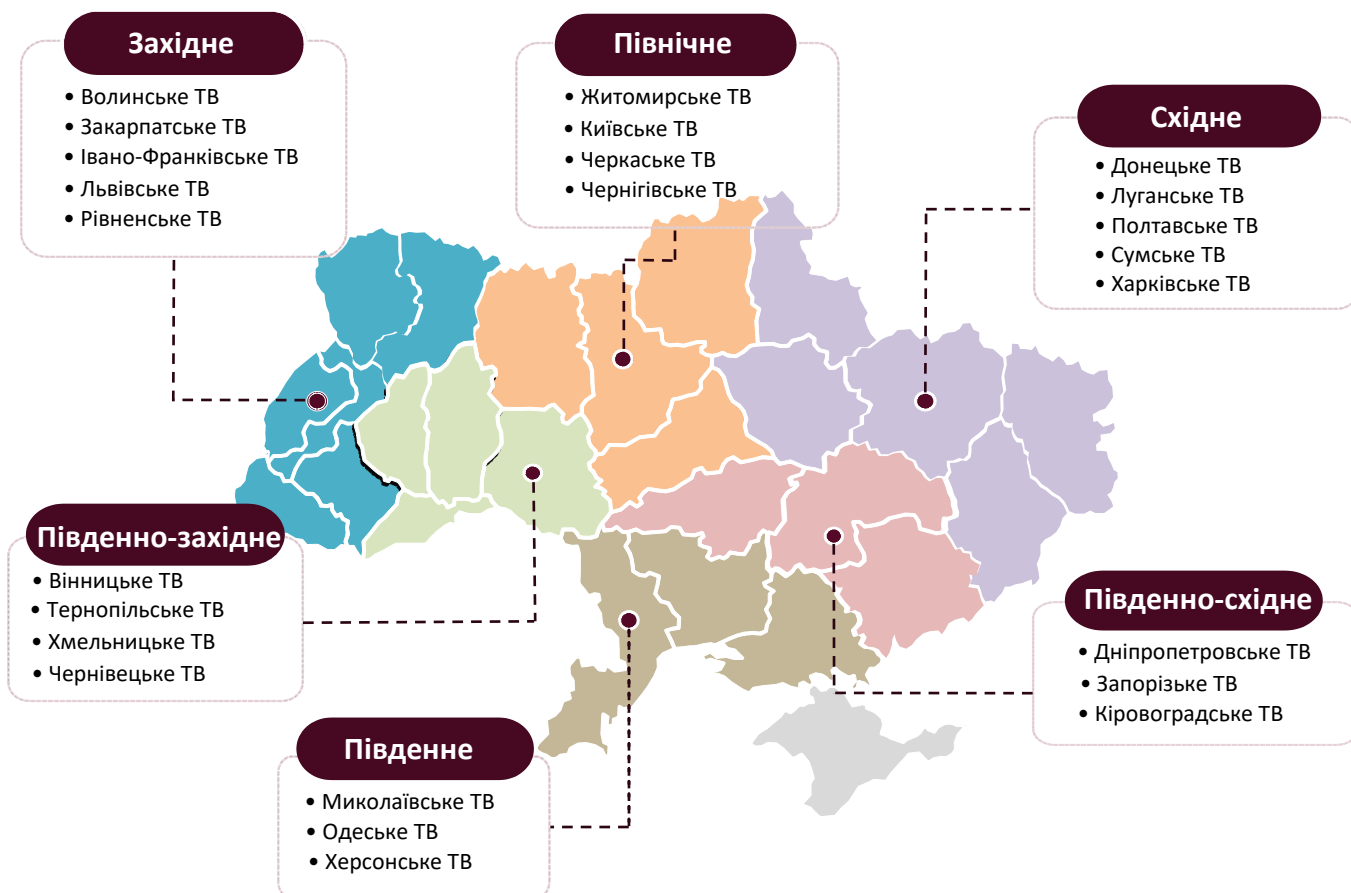 Західне
• Волинське ТВ
• Закарпатське ТВ
• Івано-Франківське ТВ
• Львівське ТВ
• Рівненське ТВ
Північне
• Житомирське ТВ
• Київське ТВ
• Черкаське ТВ
• Чернігівське ТВ
Східне
• Донецьке ТВ
• Луганське ТВ
• Полтавське ТВ
• Сумське ТВ
• Харківське ТВ
Південно-західне
• Вінницьке ТВ
• Тернопільське ТВ
• Хмельницьке ТВ
• Чернівецьке ТВ
Південно-східне
• Дніпропетровське ТВ
• Запорізьке ТВ
• Кіровоградське ТВ
Південне
• Миколаївське ТВ
• Одеське ТВ
• Херсонське ТВ